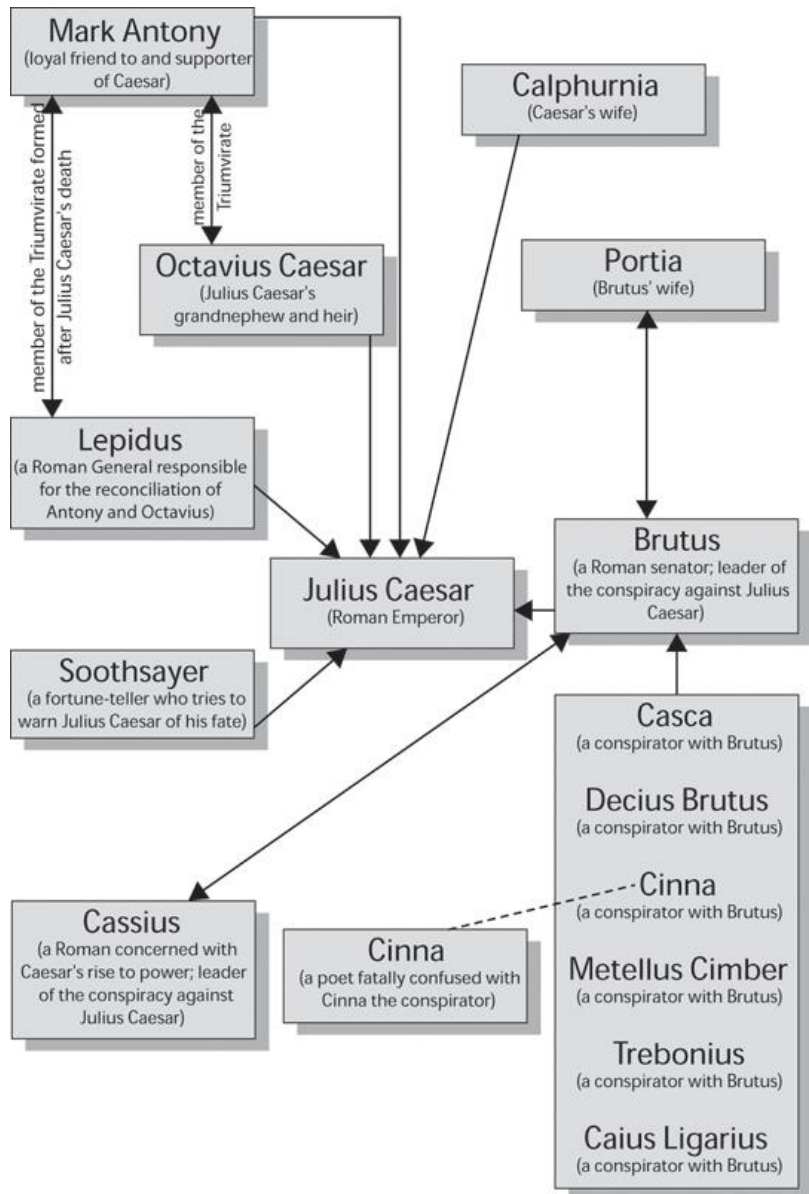 Mark Antony
(loyal friend to and supporter
of Caesar)
Calphurnia
(Caesar's wife)
member of the Triumvirate formed
after Julius Caesar's death
member of the
Triumvirate
Octavius Caesar
(Julius Caesar's
grandnephew and heir)
Portia
(Brutus' wife)
Lepidus
(a Roman General responsible
for the reconciliation of
Antony and Octavius)
Julius Caesar
(Roman Emperor)
Brutus
(a Roman senator; leader of
the conspiracy against Julius
Caesar)
Soothsayer
(a fortune-teller who tries to
warn Julius Caesar of his fate)
Casca
(a conspirator with Brutus)
Decius Brutus
(a conspirator with Brutus)
Cinna
(a conspirator with Brutus)
Metellus Cimber
(a conspirator with Brutus)
Trebonius
(a conspirator with Brutus)
Caius Ligarius
(a conspirator with Brutus)
Cassius
(a Roman concerned with
Caesar's rise to power; leader
of the conspiracy against
Julius Caesar)
Cinna
(a poet fatally confused with
Cinna the conspirator)